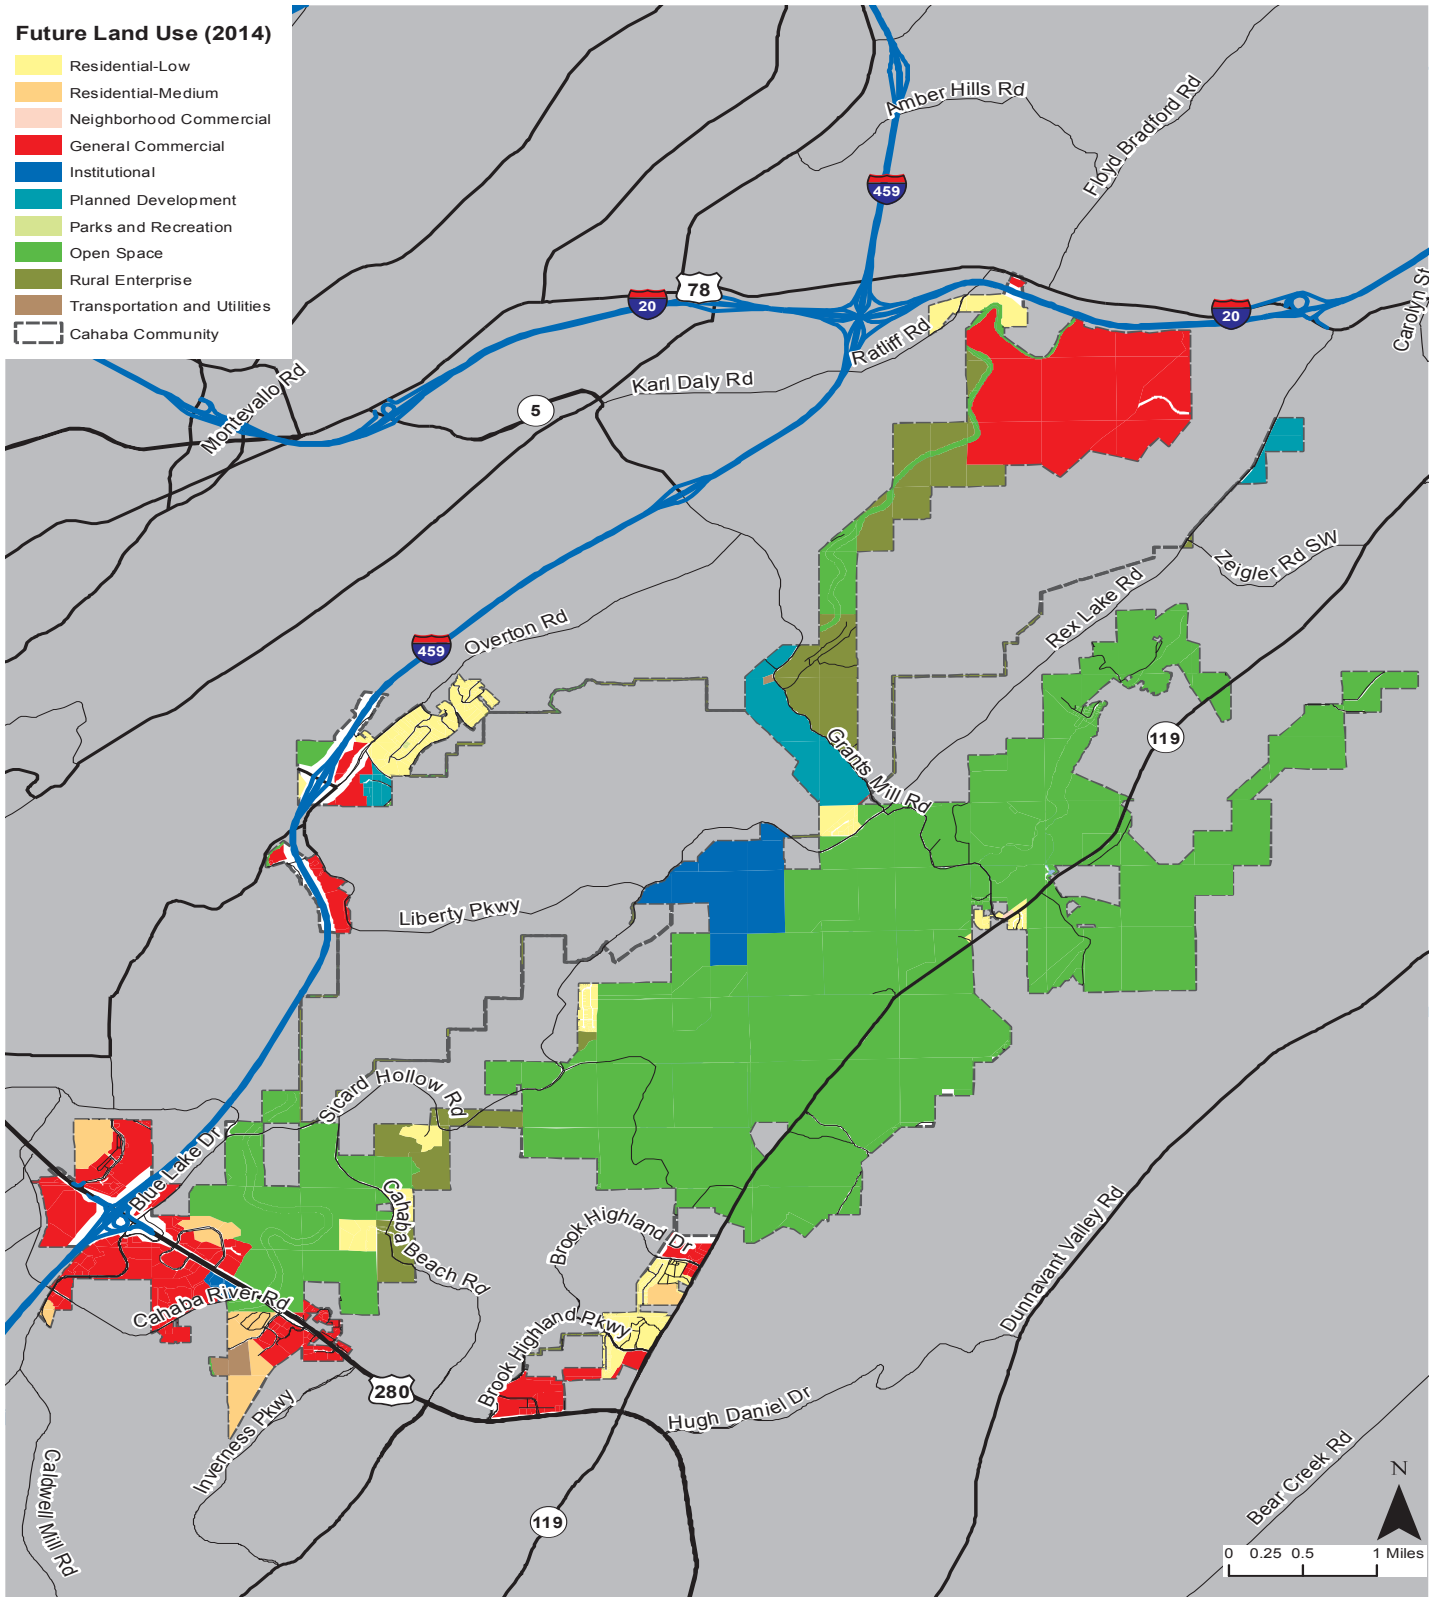 Future Land Use (2014)
Residential-Low
Residential-Medium
Neighborhood Commercial
General Commercial
Institutional
Planned Development
Parks and Recreation
Open Space
Rural Enterprise
Transportation and Utilities
Cahaba Community
Amber Hills Rd
Floyd Bradford Rd
459
78
20
20
Carolyn St
Ratliff Rd
Karl Daly Rd
Montevallo Rd
5
Zeigler Rd SW
Rex Lake Rd
Overton Rd
459
119
Grants Mill Rd
Liberty Pkwy
Sicard Hollow Rd
Blue Lake Dr
Cahaba Beach Rd
Brook Highland Dr
Dunnavant Valley Rd
Cahaba River Rd
Brook Highland Pkwy
280
Hugh Daniel Dr
Inverness Pkwy
Caldwell Mill Rd
Bear Creek Rd
119
N
0 0.25 0.5 1 Miles